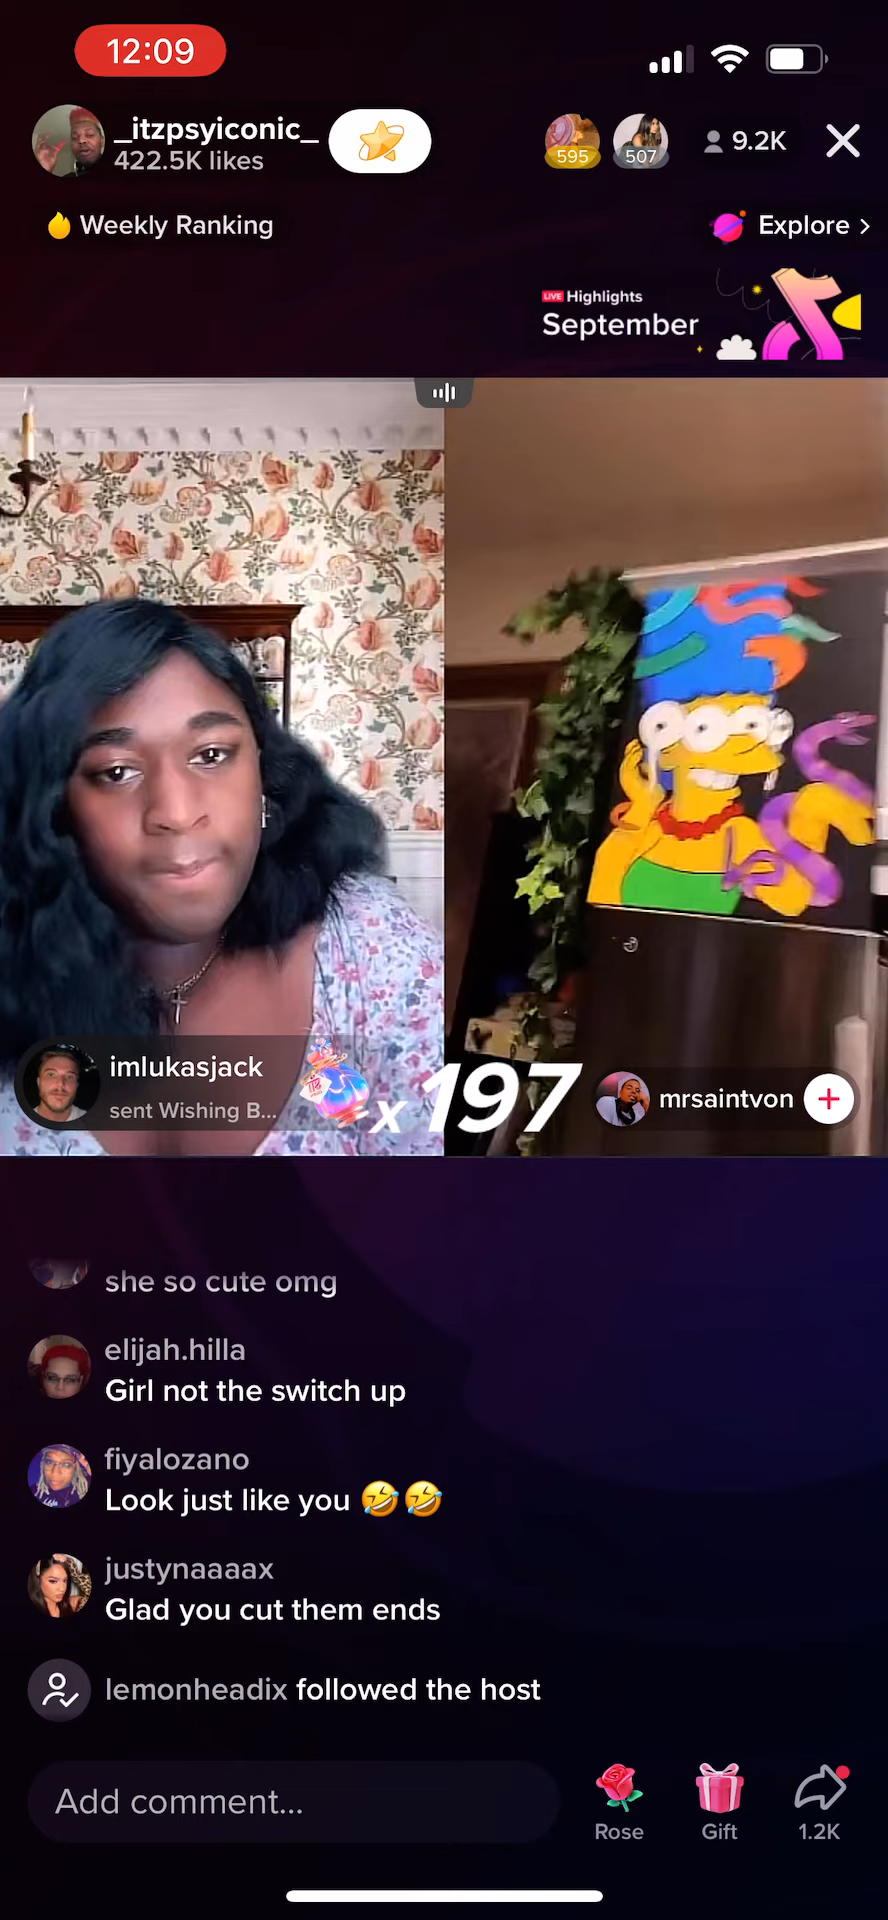 12:09
_itzpsyiconic_
422.5K likes
595
507
9.2K
Weekly Ranking
Explore >
LIVE Highlights
September
imlukasjack
sent Wishing B...
x 197
mrsaintvon
she so cute omg
elijah.hilla
Girl not the switch up
fiyalozano
Look just like you 🤣🤣
justynaaaax
Glad you cut them ends
lemonheadix followed the host
Add comment...
Rose
Gift
1.2K